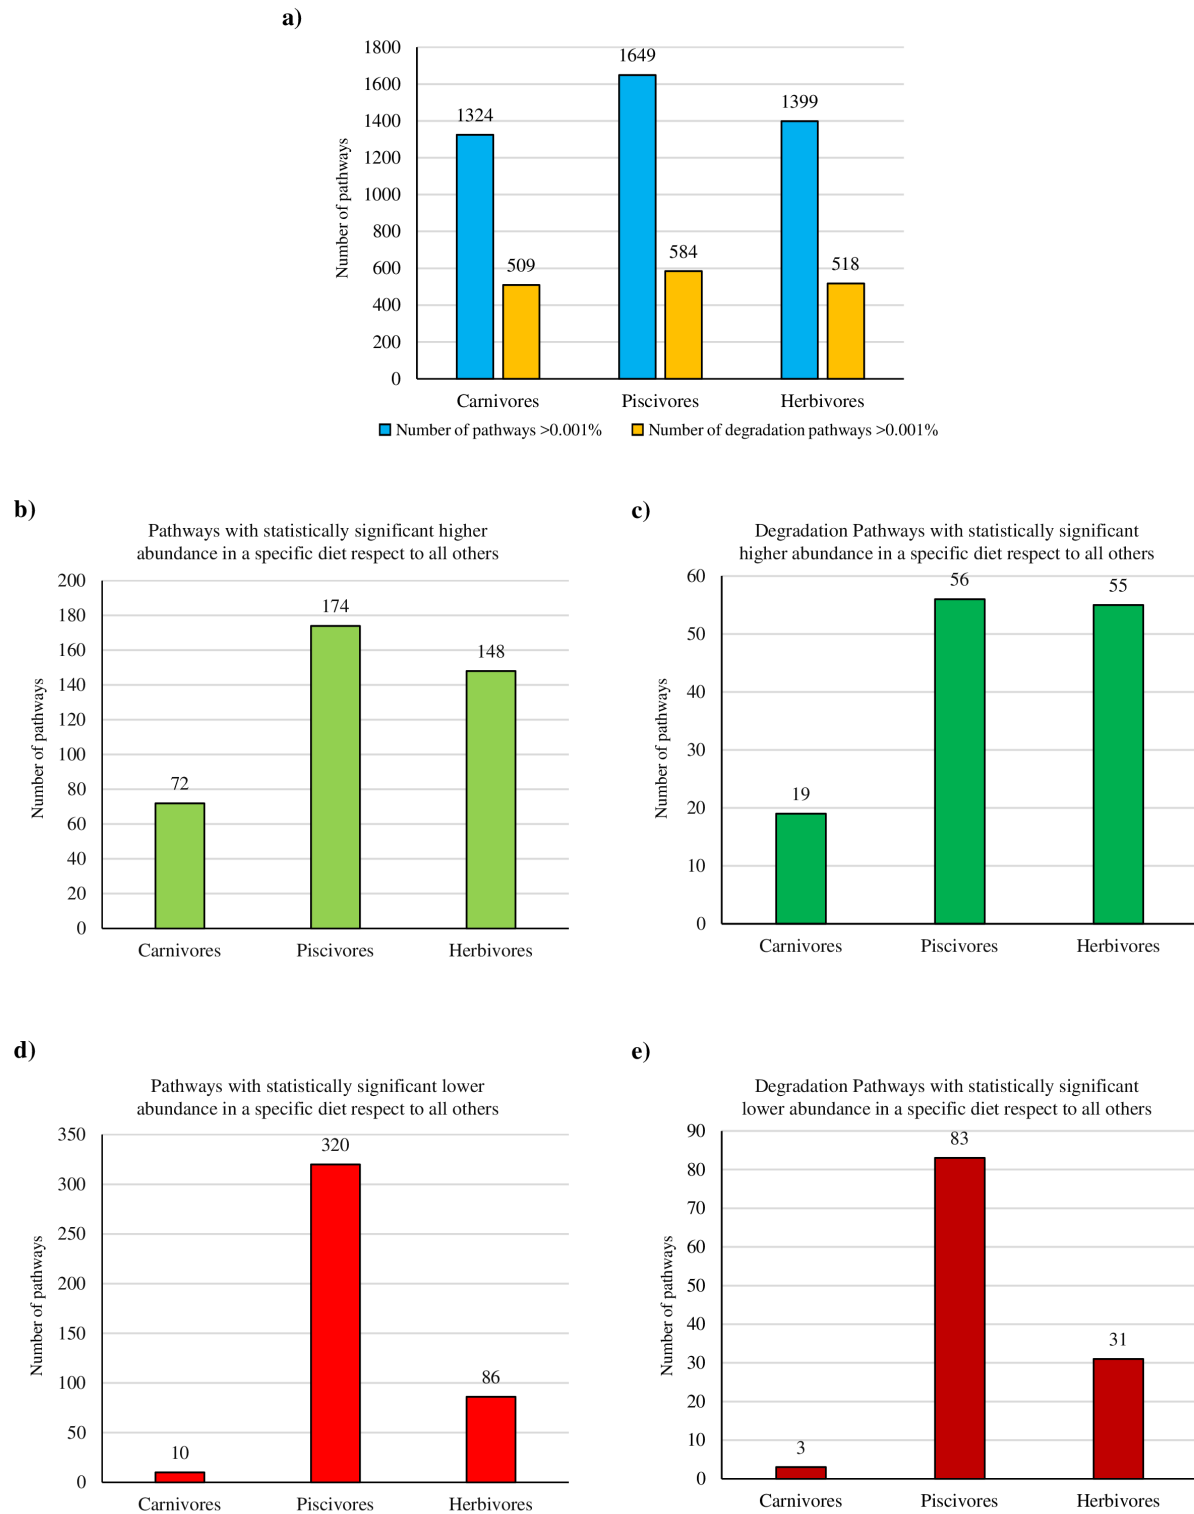 a)
1800
1600
1400
1200
1000
800
600
400
200
0
Number of pathways
1324
509
1649
584
1399
518
Carnivores Piscivores Herbivores
Number of pathways >0.001% Number of degradation pathways >0.001%
b)
Pathways with statistically significant higher
abundance in a specific diet respect to all others
200
180
160
140
120
100
80
60
40
20
0
Number of pathways
72
174
148
Carnivores Piscivores Herbivores
c)
Degradation Pathways with statistically significant
higher abundance in a specific diet respect to all others
60
50
40
30
20
10
0
Number of pathways
19
56
55
Carnivores Piscivores Herbivores
d)
Pathways with statistically significant lower
abundance in a specific diet respect to all others
350
300
250
200
150
100
50
0
Number of pathways
10
320
86
Carnivores Piscivores Herbivores
e)
Degradation Pathways with statistically significant
lower abundance in a specific diet respect to all others
90
80
70
60
50
40
30
20
10
0
Number of pathways
3
83
31
Carnivores Piscivores Herbivores